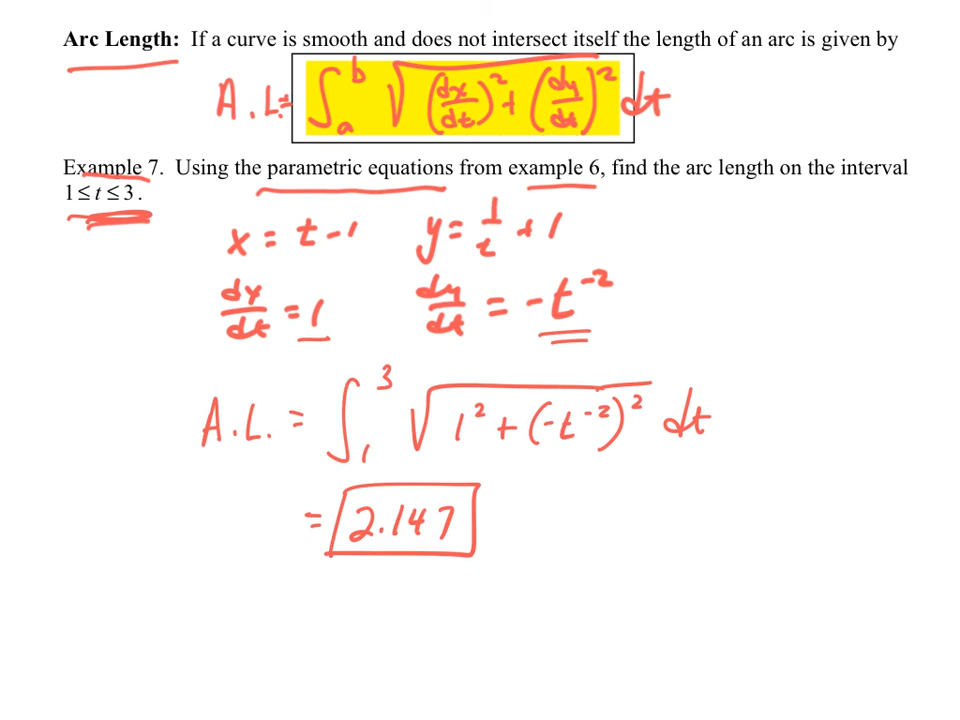 Arc Length: If a curve is smooth and does not intersect itself the length of an arc is given by
A.L.= ∫_a^b √((dx/dt)² + (dy/dt)²) dt
Example 7. Using the parametric equations from example 6, find the arc length on the interval
1 ≤ t ≤ 3.
x = t - 1 y = 1/t + 1
dx/dt = 1 dy/dt = -t^-2
A.L. = ∫_1^3 √(1² + (-t^-2)²) dt
= 2.147